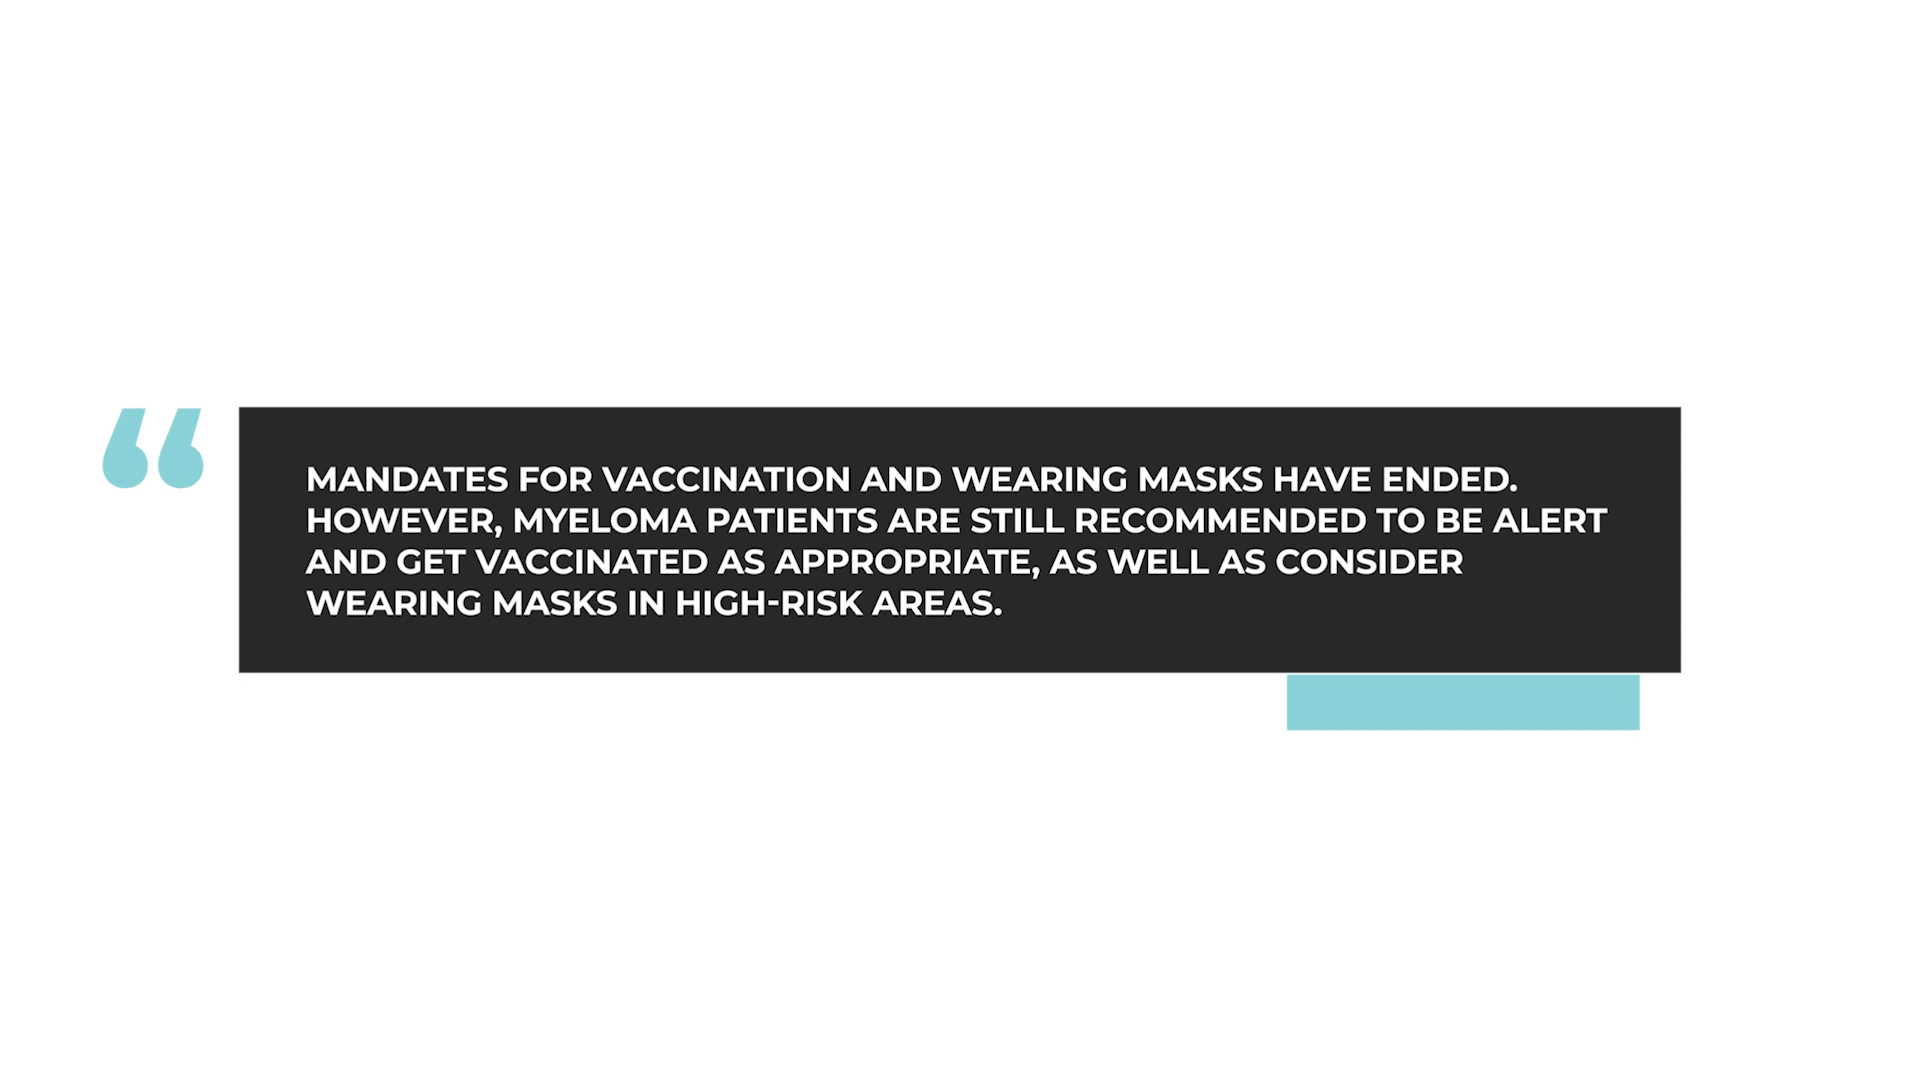 “
MANDATES FOR VACCINATION AND WEARING MASKS HAVE ENDED.
HOWEVER, MYELOMA PATIENTS ARE STILL RECOMMENDED TO BE ALERT
AND GET VACCINATED AS APPROPRIATE, AS WELL AS CONSIDER
WEARING MASKS IN HIGH-RISK AREAS.